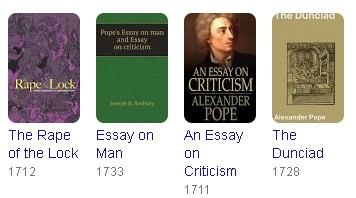 Rape of the Lock
Pope's Essay on man
and Essay
on criticism
Joseph B. Seabury
AN ESSAY ON
CRITICISM
ALEXANDER
POPE
The Dunciad
Alexander Pope
The Rape
of the Lock
1712
Essay on
Man
1733
An Essay
on
Criticism
1711
The
Dunciad
1728